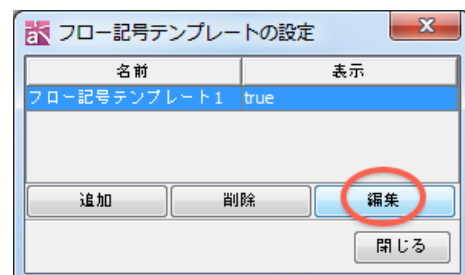 フロー記号テンプレートの設定
名前 表示
フロー記号テンプレート1 true
追加 削除 編集
閉じる